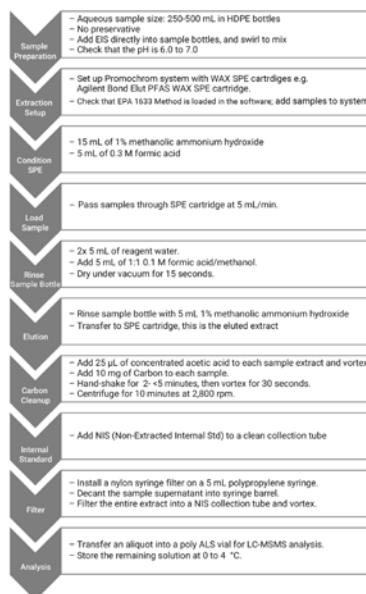 Sample
Preparation
– Aqueous sample size: 250-500 mL in HDPE bottles
– No preservative
– Add EIS directly into sample bottles, and swirl to mix
– Check that the pH is 6.0 to 7.0
Extraction
Setup
– Set up Promochrom system with WAX SPE cartrdiges e.g.
Agilent Bond Elut PFAS WAX SPE cartridge.
– Check that EPA 1633 Method is loaded in the software; add samples to system
Condition
SPE
– 15 mL of 1% methanolic ammonium hydroxide
– 5 mL of 0.3 M formic acid
Load
Sample
– Pass samples through SPE cartridge at 5 mL/min.
Rinse
Sample Bottle
– 2x 5 mL of reagent water.
– Add 5 mL of 1:1 0.1 M formic acid/methanol.
– Dry under vacuum for 15 seconds.
Elution
– Rinse sample bottle with 5 mL 1% methanolic ammonium hydroxide
– Transfer to SPE cartridge, this is the eluted extract
Carbon
Cleanup
– Add 25 µL of concentrated acetic acid to each sample extract and vortex
– Add 10 mg of Carbon to each sample.
– Hand-shake for 2- <5 minutes, then vortex for 30 seconds.
– Centrifuge for 10 minutes at 2,800 rpm.
Internal
Standard
– Add NIS (Non-Extracted Internal Std) to a clean collection tube
Filter
– Install a nylon syringe filter on a 5 mL polypropylene syringe.
– Decant the sample supernatant into syringe barrel.
– Filter the entire extract into a NIS collection tube and vortex.
Analysis
– Transfer an aliquot into a poly ALS vial for LC-MSMS analysis.
– Store the remaining solution at 0 to 4 °C.